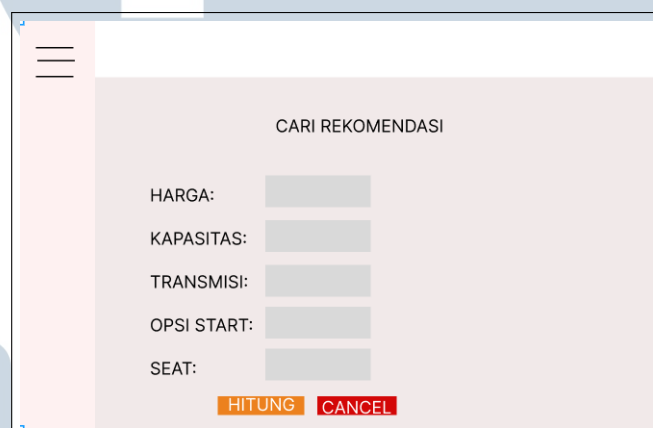 CARI REKOMENDASI
HARGA:
KAPASITAS:
TRANSMISI:
OPSI START:
SEAT:
HITUNG CANCEL